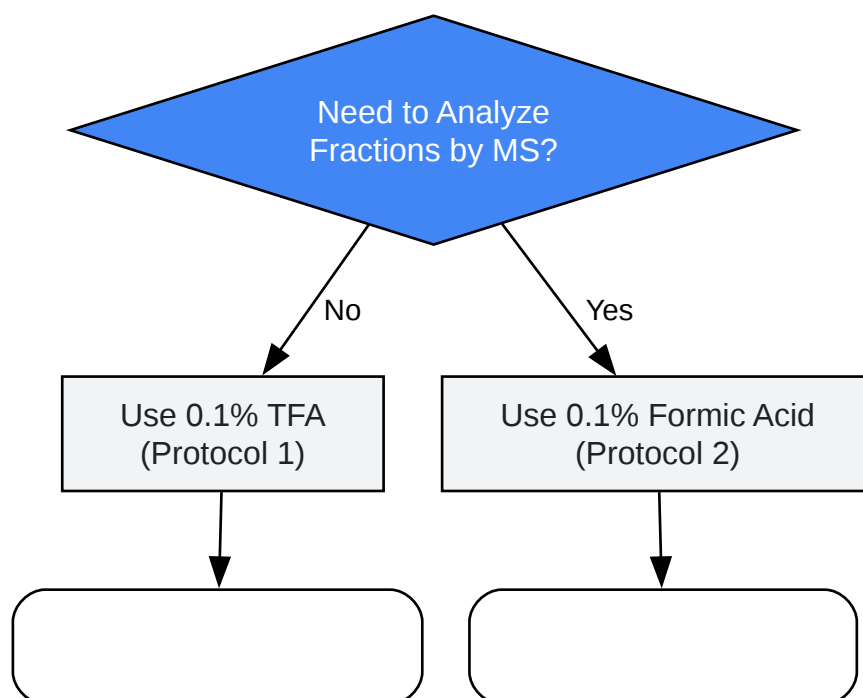 Need to Analyze
Fractions by MS?
No
Yes
Use 0.1% TFA
(Protocol 1)
Use 0.1% Formic Acid
(Protocol 2)